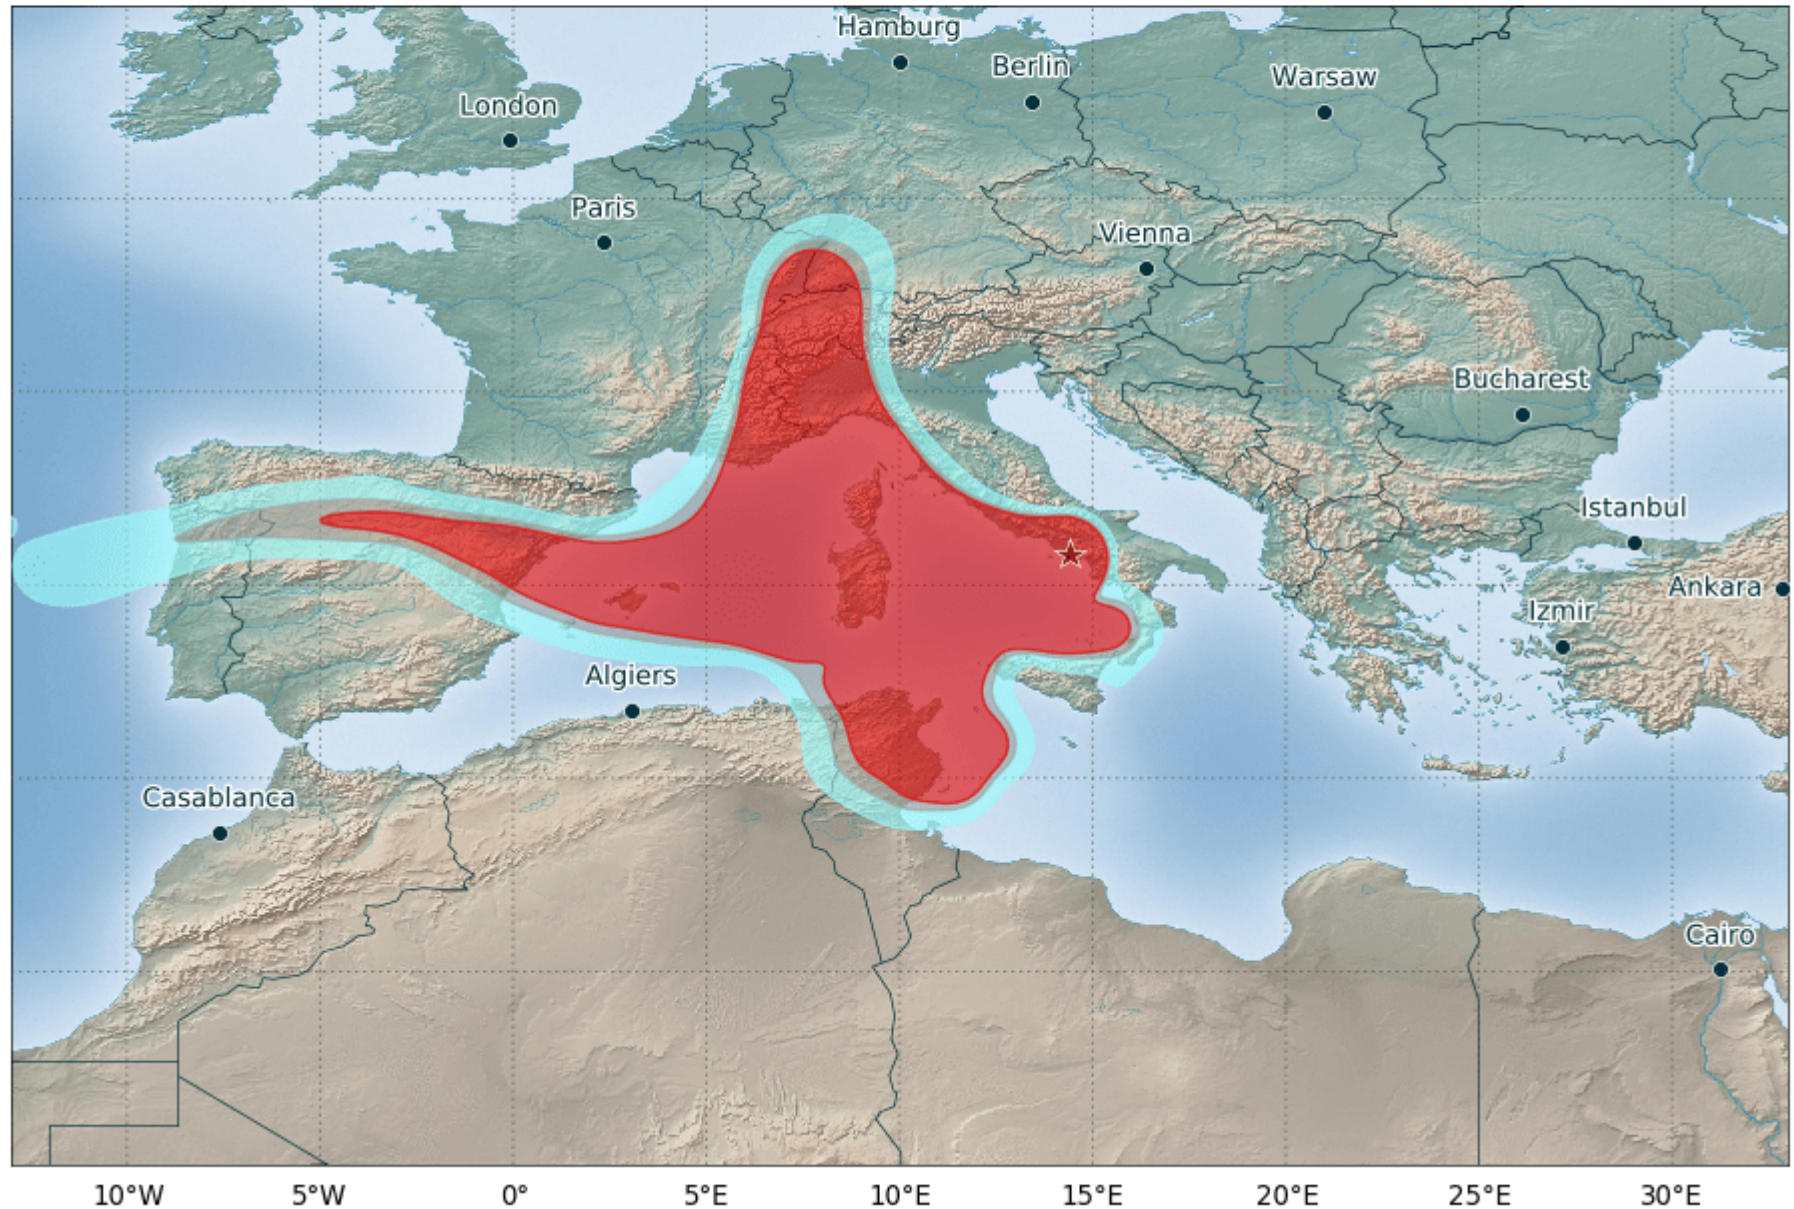 Hamburg
Berlin
Warsaw
London
Paris
Vienna
Bucharest
Istanbul
Ankara
Izmir
Algiers
Casablanca
Cairo
10°W 5°W 0° 5°E 10°E 15°E 20°E 25°E 30°E